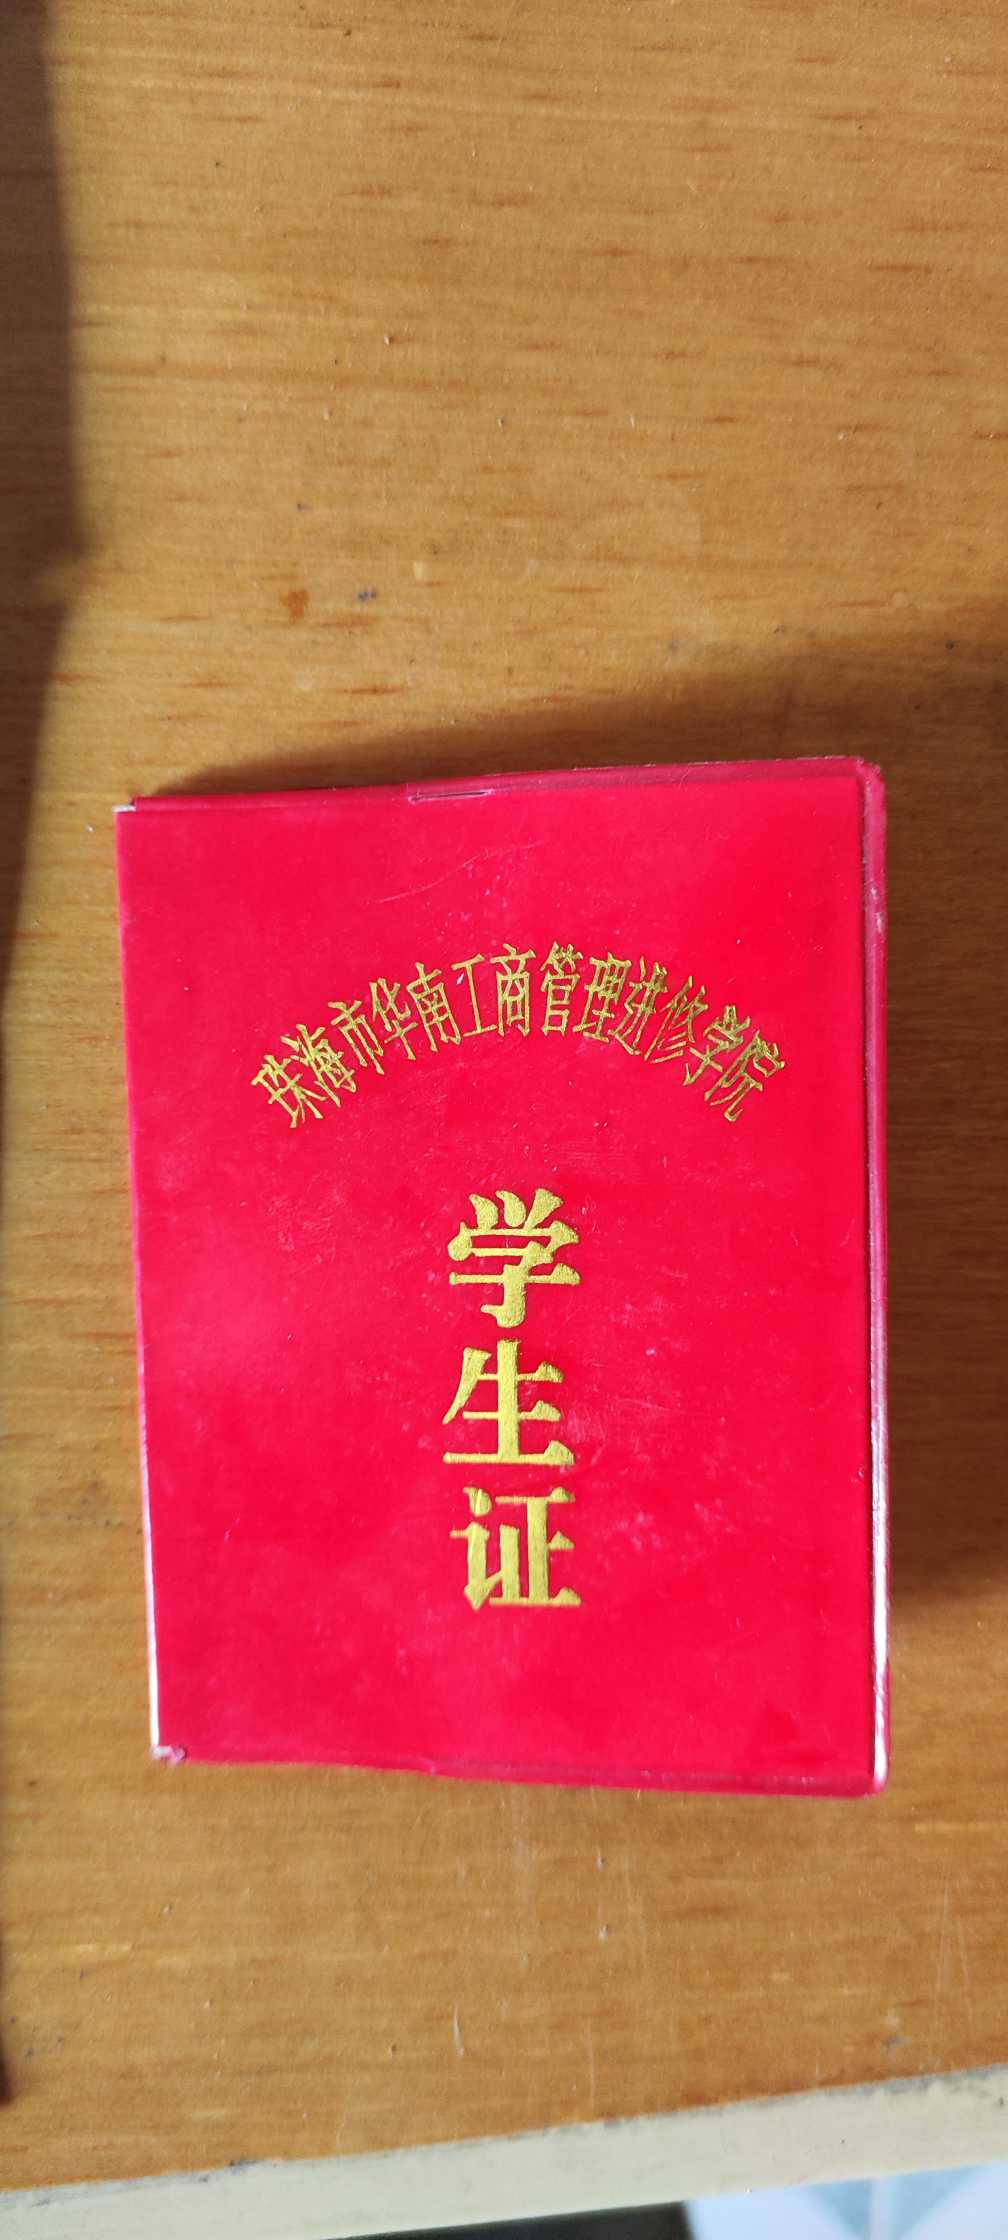 珠海市华南工商管理进修学院
学生证